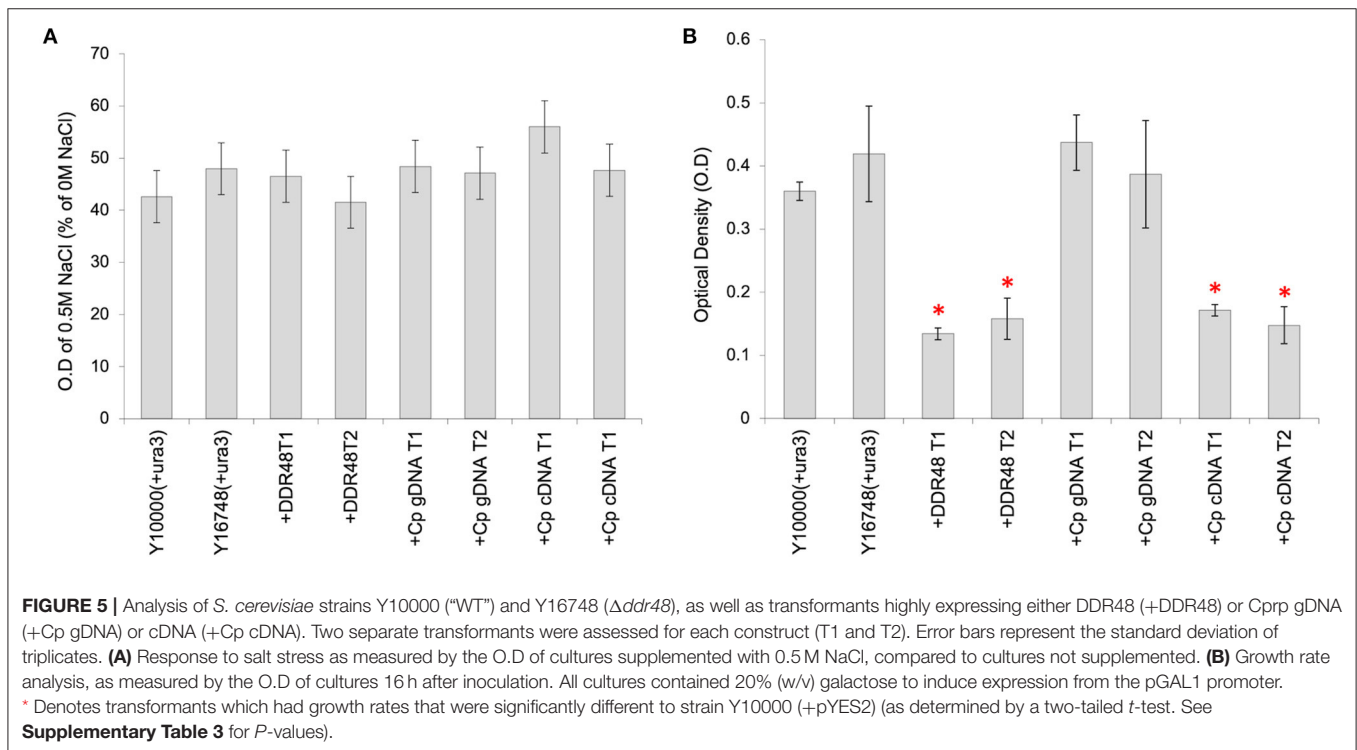 A
O.D of 0.5M NaCl (% of 0M NaCl)
70
60
50
40
30
20
10
0
Y10000(+ura3)
Y16748(+ura3)
+DDR48T1
+DDR48T2
+Cp gDNA T1
+Cp gDNA T2
+Cp cDNA T1
+Cp cDNA T1
B
Optical Density (O.D)
0.6
0.5
0.4
0.3
0.2
0.1
0
*
*
*
*
Y10000(+ura3)
Y16748(+ura3)
+DDR48 T1
+DDR48 T2
+Cp gDNA T1
+Cp gDNA T2
+Cp cDNA T1
+Cp cDNA T2
FIGURE 5 | Analysis of S. cerevisiae strains Y10000 (“WT”) and Y16748 (Δddr48), as well as transformants highly expressing either DDR48 (+DDR48) or Cprp gDNA
(+Cp gDNA) or cDNA (+Cp cDNA). Two separate transformants were assessed for each construct (T1 and T2). Error bars represent the standard deviation of
triplicates. (A) Response to salt stress as measured by the O.D of cultures supplemented with 0.5 M NaCl, compared to cultures not supplemented. (B) Growth rate
analysis, as measured by the O.D of cultures 16 h after inoculation. All cultures contained 20% (w/v) galactose to induce expression from the pGAL1 promoter.
* Denotes transformants which had growth rates that were significantly different to strain Y10000 (+pYES2) (as determined by a two-tailed t-test. See
Supplementary Table 3 for P-values).